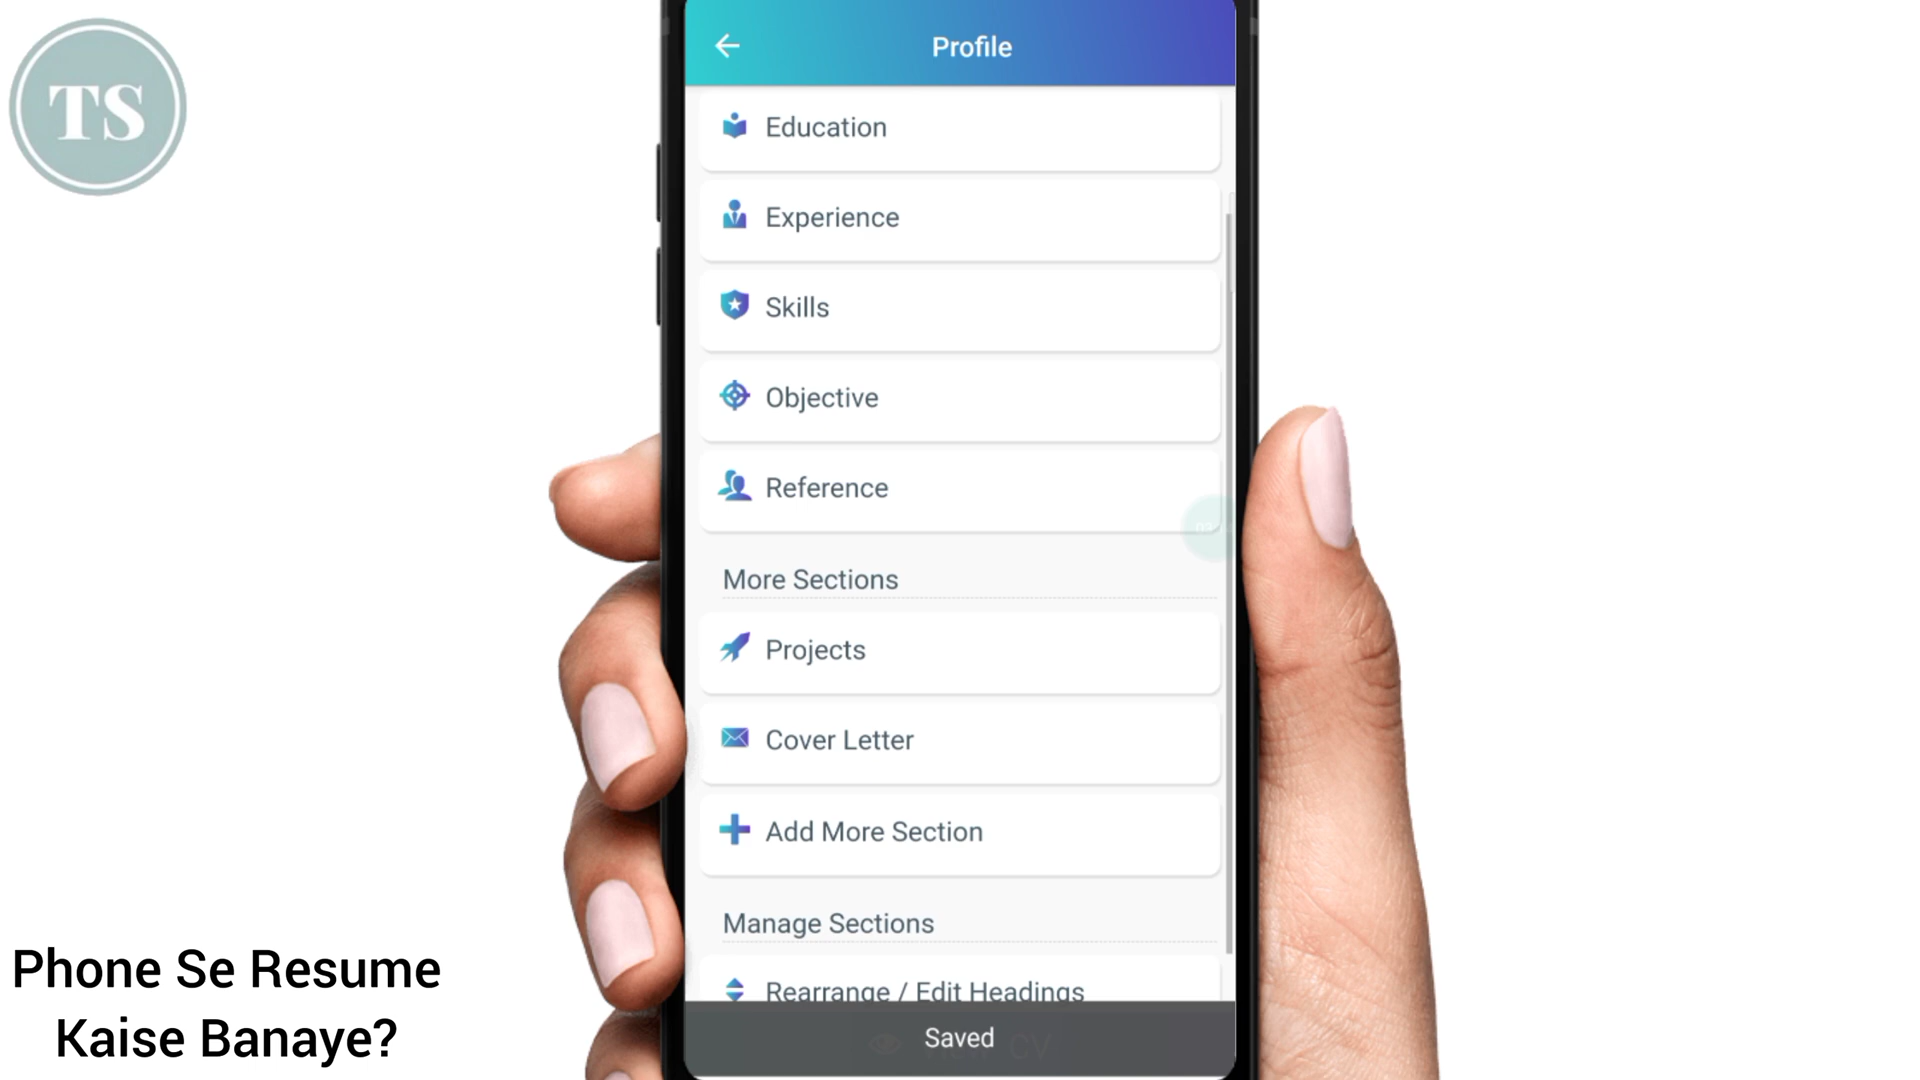 TS
Profile
Education
Experience
Skills
Objective
Reference
More Sections
Projects
Cover Letter
Add More Section
Manage Sections
Rearrange / Edit Headings
Saved
CV
Phone Se Resume
Kaise Banaye?